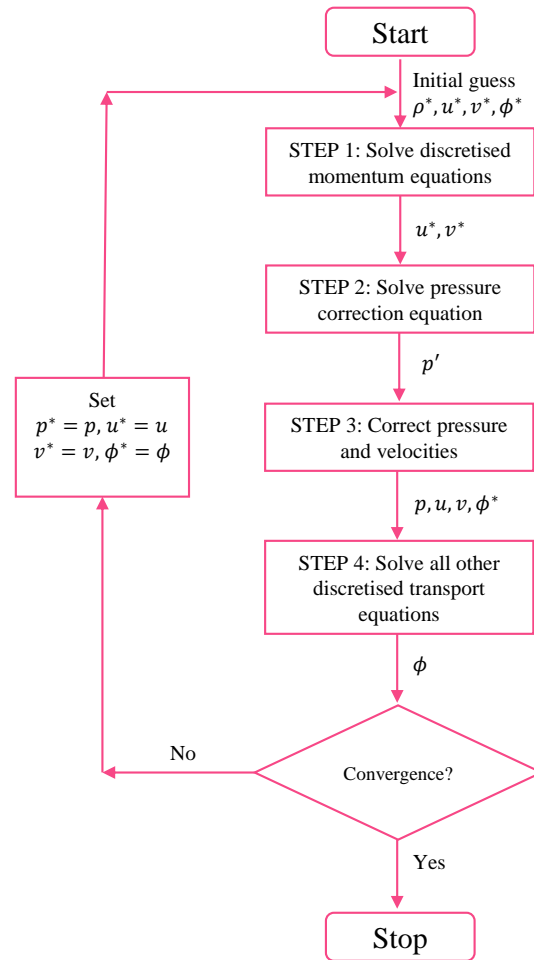 Start
Initial guess
ρ*, u*, v*, ϕ*
STEP 1: Solve discretised
momentum equations
u*, v*
STEP 2: Solve pressure
correction equation
p′
STEP 3: Correct pressure
and velocities
p, u, v, ϕ*
STEP 4: Solve all other
discretised transport
equations
ϕ
Convergence?
No
Set
p* = p, u* = u
v* = v, ϕ* = ϕ
Yes
Stop